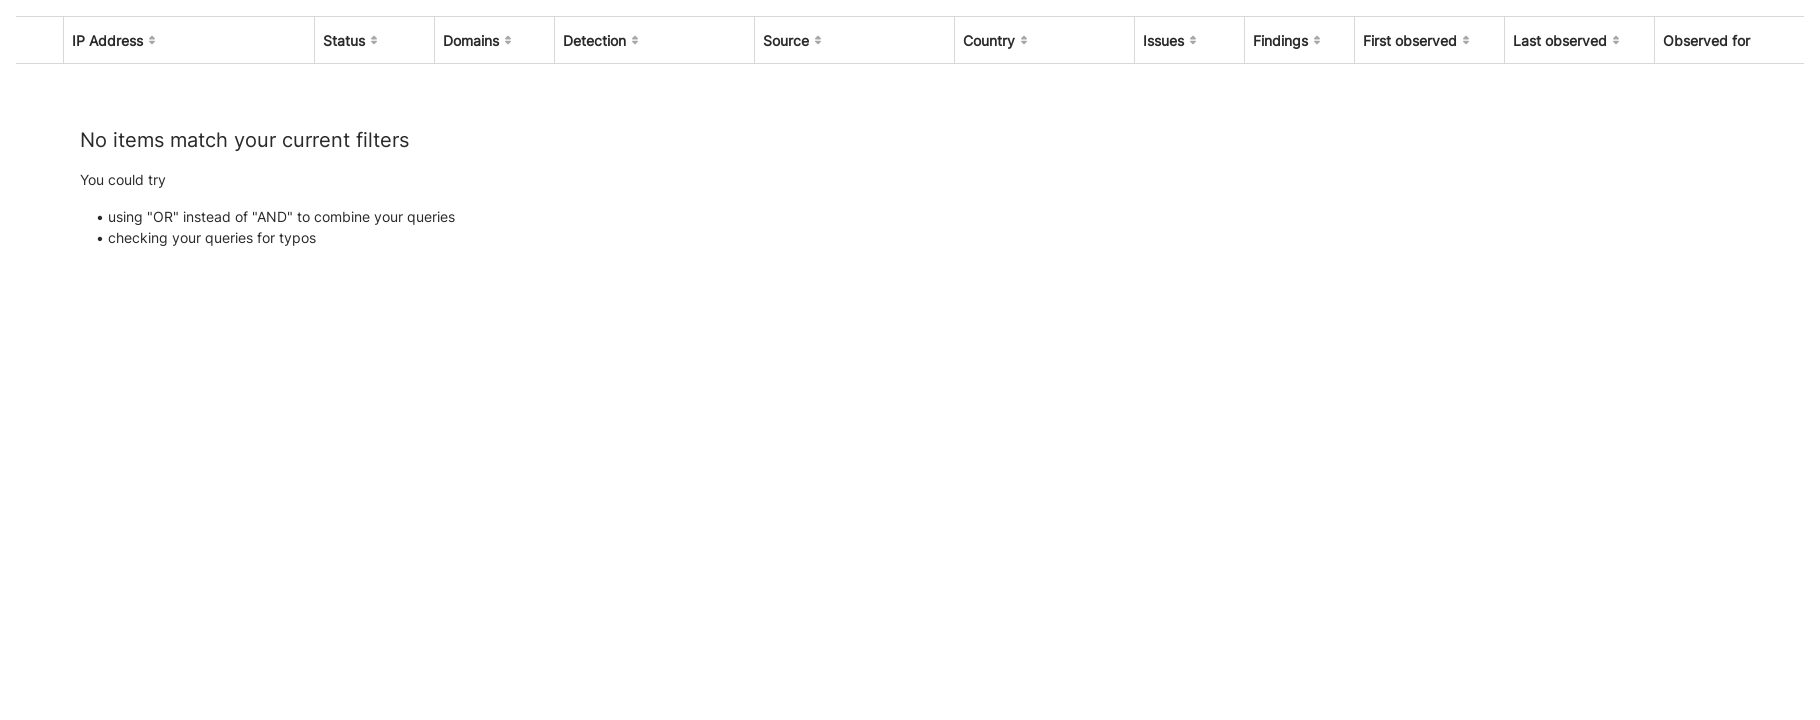 IP Address Status Domains Detection Source Country Issues Findings First observed Last observed Observed for
No items match your current filters
You could try
• using "OR" instead of "AND" to combine your queries
• checking your queries for typos